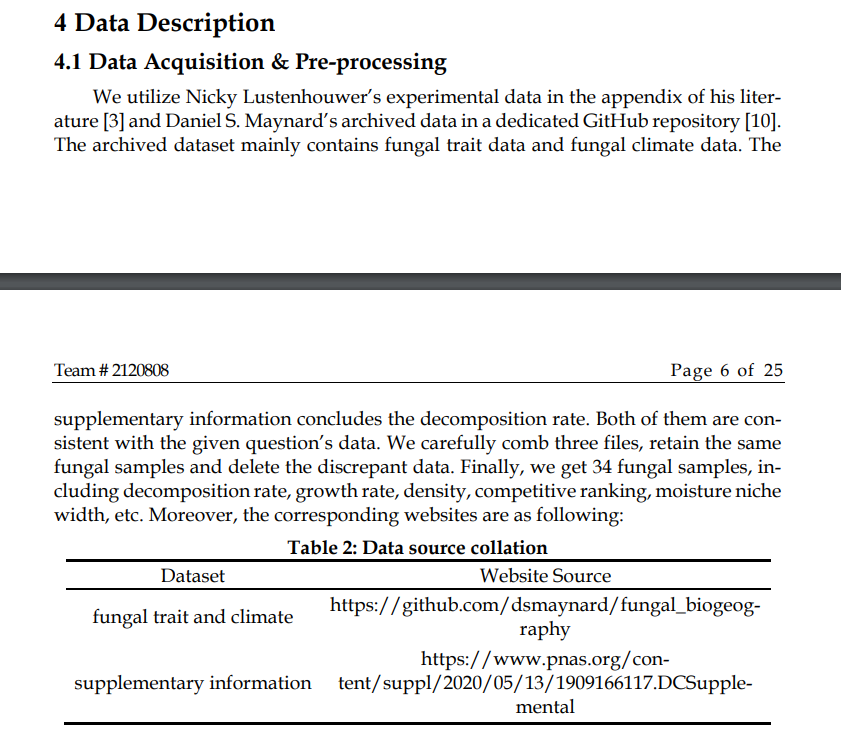 4 Data Description
4.1 Data Acquisition & Pre-processing
We utilize Nicky Lustenhouwer's experimental data in the appendix of his liter-
ature [3] and Daniel S. Maynard's archived data in a dedicated GitHub repository [10].
The archived dataset mainly contains fungal trait data and fungal climate data. The
Team # 2120808 Page 6 of 25
supplementary information concludes the decomposition rate. Both of them are con-
sistent with the given question's data. We carefully comb three files, retain the same
fungal samples and delete the discrepant data. Finally, we get 34 fungal samples, in-
cluding decomposition rate, growth rate, density, competitive ranking, moisture niche
width, etc. Moreover, the corresponding websites are as following:
Table 2: Data source collation
Dataset Website Source
fungal trait and climate https://github.com/dsmaynard/fungal_biogeog-
raphy
https://www.pnas.org/con-
supplementary information tent/suppl/2020/05/13/1909166117.DCSupple-
mental